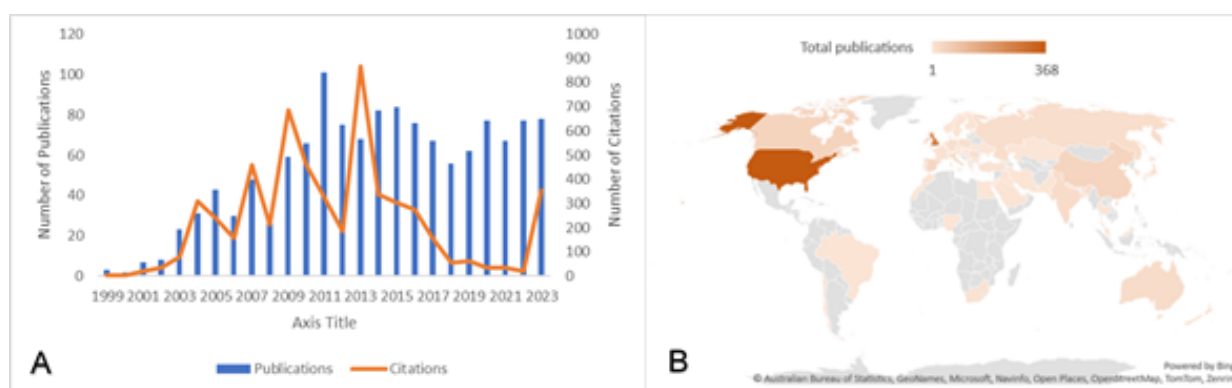 120
100
80
60
40
20
0
Number of Publications
1000
900
800
700
600
500
400
300
200
100
0
Number of Citations
1999 2001 2003 2005 2007 2009 2011 2013 2015 2017 2019 2021 2023
Axis Title
Publications Citations
A
Total publications
1 368
B
Powered by Bing
© Australian Bureau of Statistics, GeoNames, Microsoft, Navinfo, Open Places, OpenStreetMap, TomTom, Zenrin